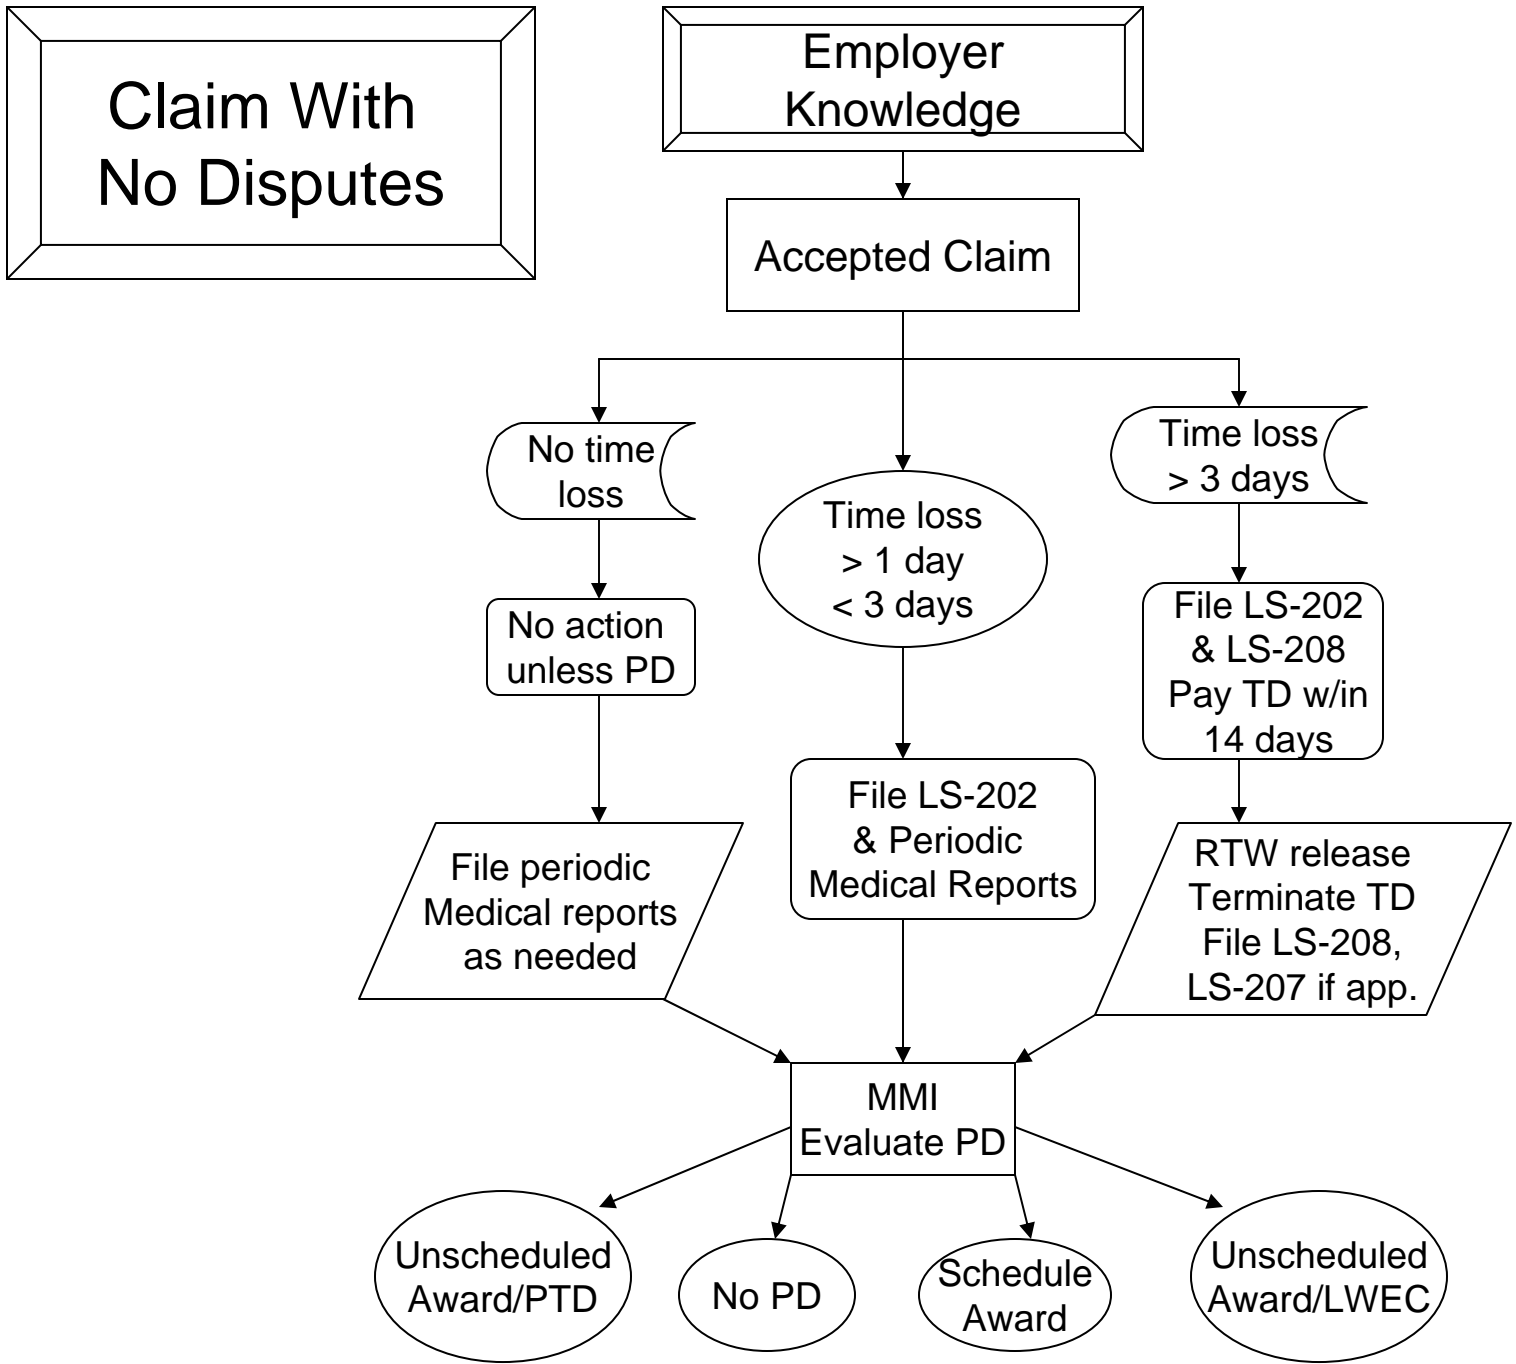 Claim With
No Disputes
Employer
Knowledge
Accepted Claim
No time
loss
Time loss
> 1 day
< 3 days
Time loss
> 3 days
No action
unless PD
File LS-202
& LS-208
Pay TD w/in
14 days
File periodic
Medical reports
as needed
File LS-202
& Periodic
Medical Reports
RTW release
Terminate TD
File LS-208,
LS-207 if app.
MMI
Evaluate PD
Unscheduled
Award/PTD
No PD
Schedule
Award
Unscheduled
Award/LWEC